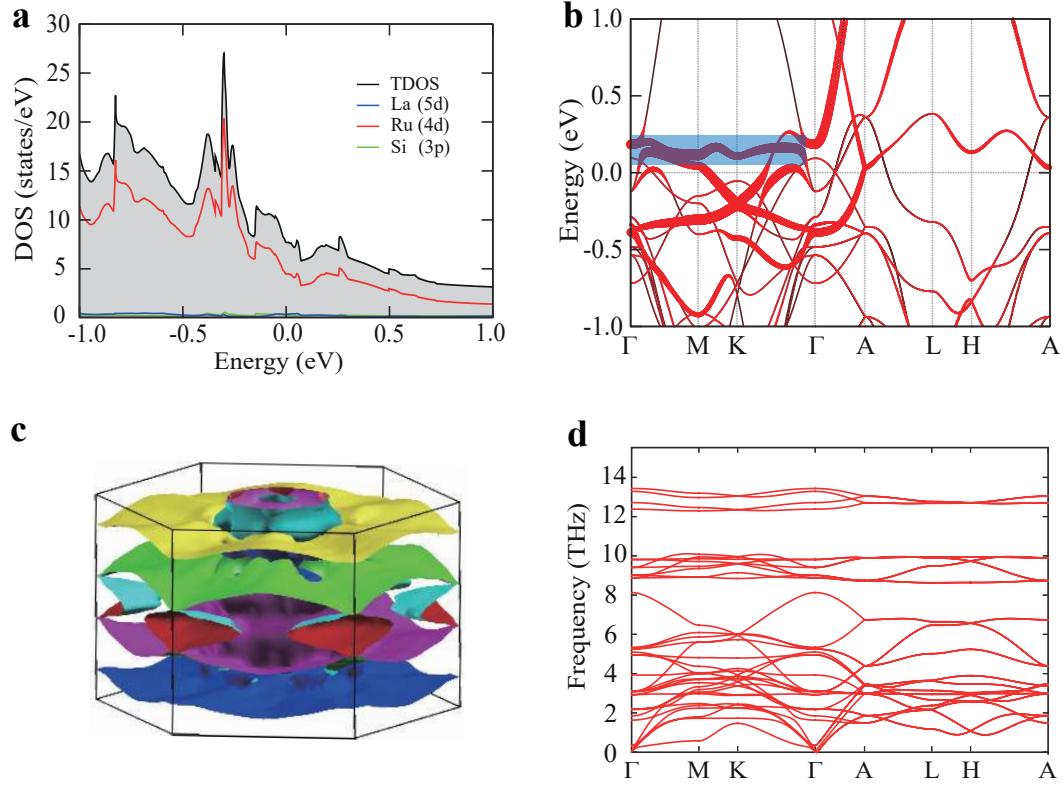 a
DOS (states/eV)
30
25
20
15
10
5
0
-1.0 -0.5 0.0 0.5 1.0
Energy (eV)
TDOS
La (5d)
Ru (4d)
Si (3p)
b
Energy (eV)
1.0
0.5
0.0
-0.5
-1.0
Γ M K Γ A L H A
c
d
Frequency (THz)
14
12
10
8
6
4
2
0
Γ M K Γ A L H A